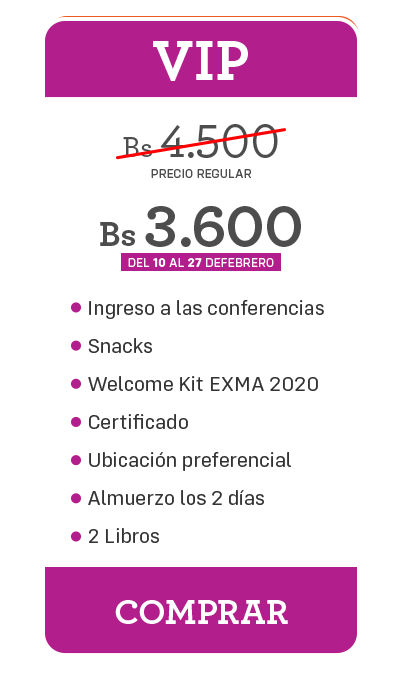 VIP
Bs 4.500
PRECIO REGULAR
Bs 3.600
DEL 10 AL 27 DEFEBRERO
Ingreso a las conferencias
Snacks
Welcome Kit EXMA 2020
Certificado
Ubicación preferencial
Almuerzo los 2 días
2 Libros
COMPRAR